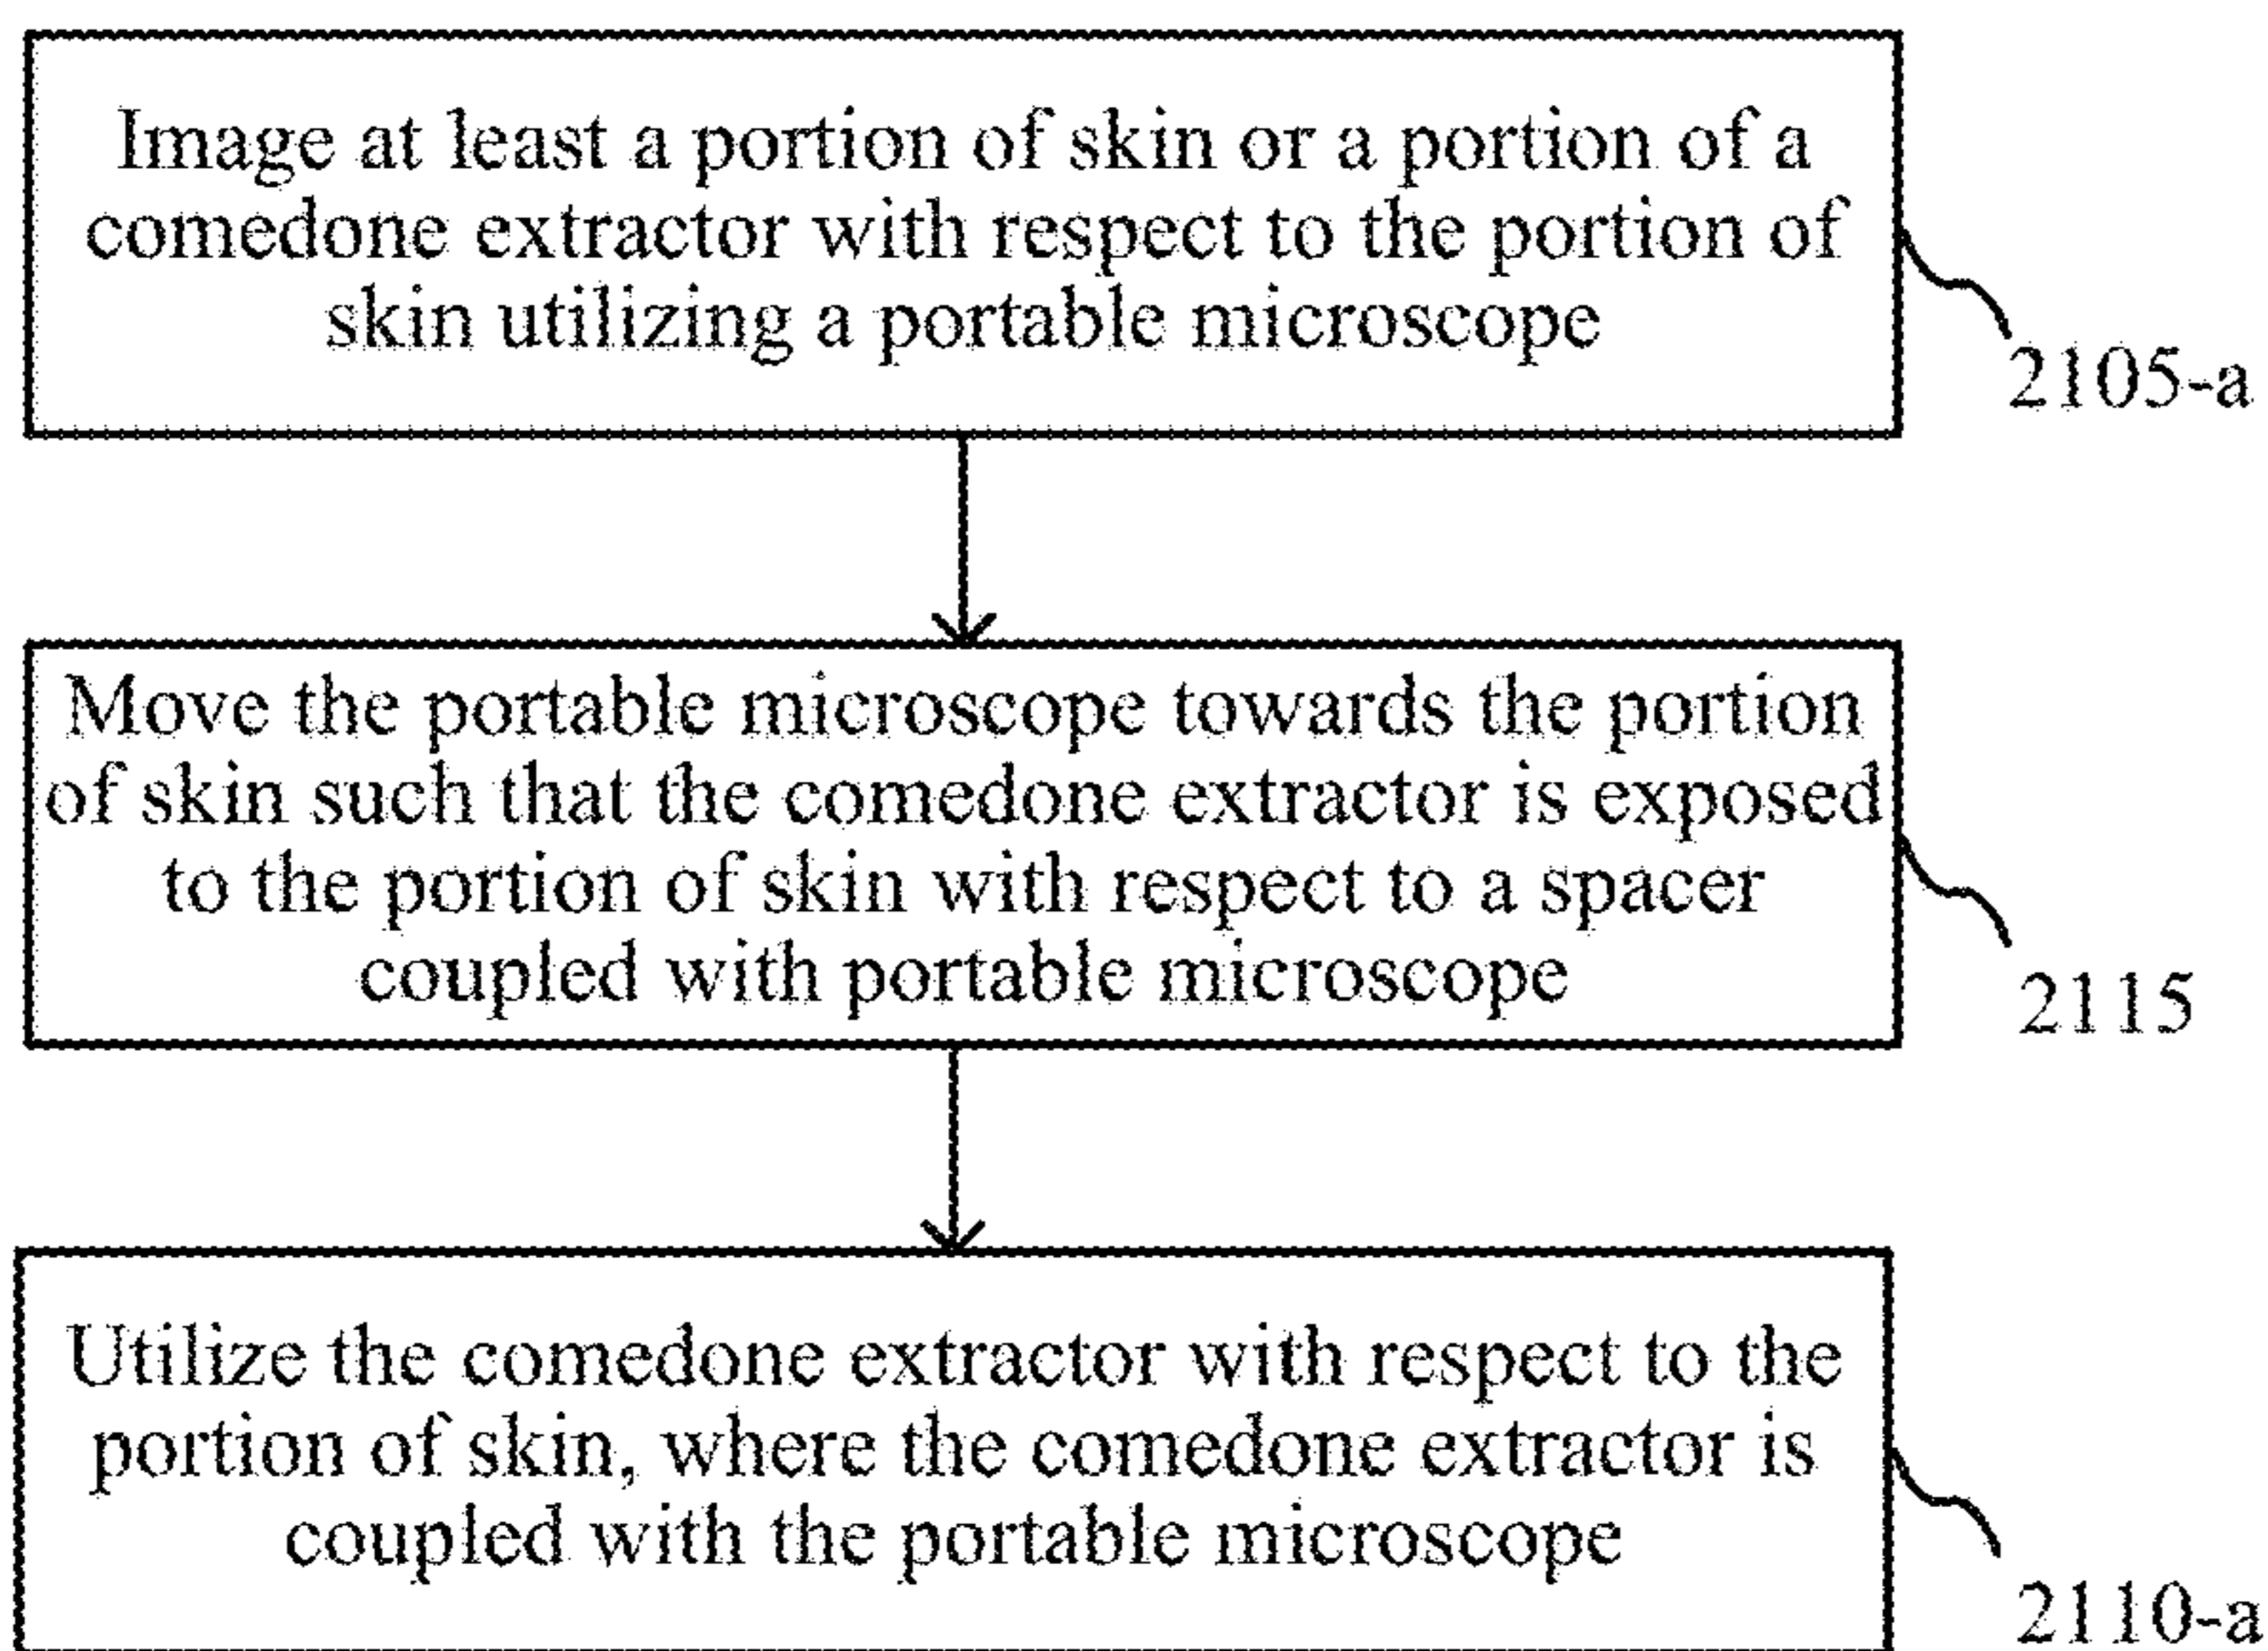 Image at least a portion of skin or a portion of a
comedone extractor with respect to the portion of
skin utilizing a portable microscope
2105-a
Move the portable microscope towards the portion
of skin such that the comedone extractor is exposed
to the portion of skin with respect to a spacer
coupled with portable microscope
2115
Utilize the comedone extractor with respect to the
portion of skin, where the comedone extractor is
coupled with the portable microscope
2110-a